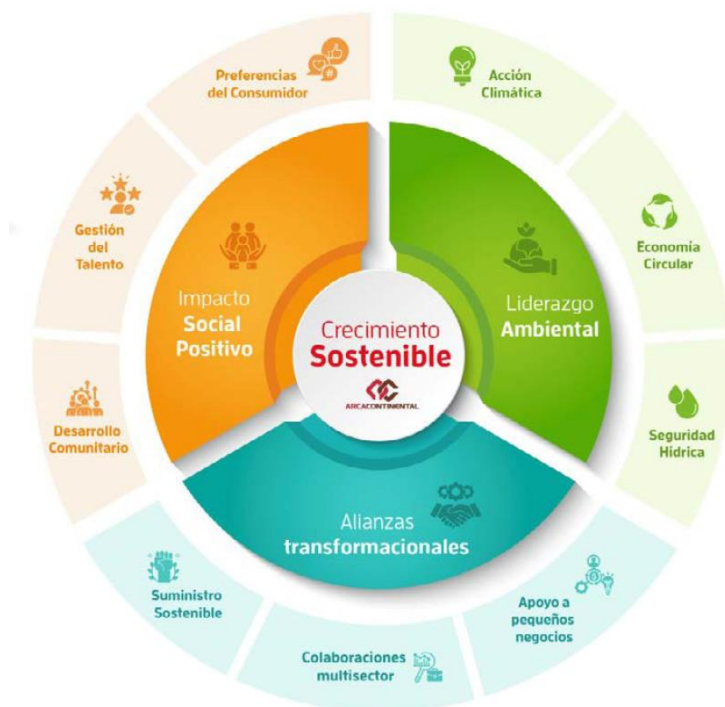 Preferencias
del Consumidor
Acción
Climática
Gestión
del
Talento
Economía
Circular
Impacto
Social
Positivo
Liderazgo
Ambiental
Crecimiento
Sostenible
ARCACONTINENTAL
Desarrollo
Comunitario
Seguridad
Hídrica
Alianzas
transformacionales
Suministro
Sostenible
Apoyo a
pequeños
negocios
Colaboraciones
multisector